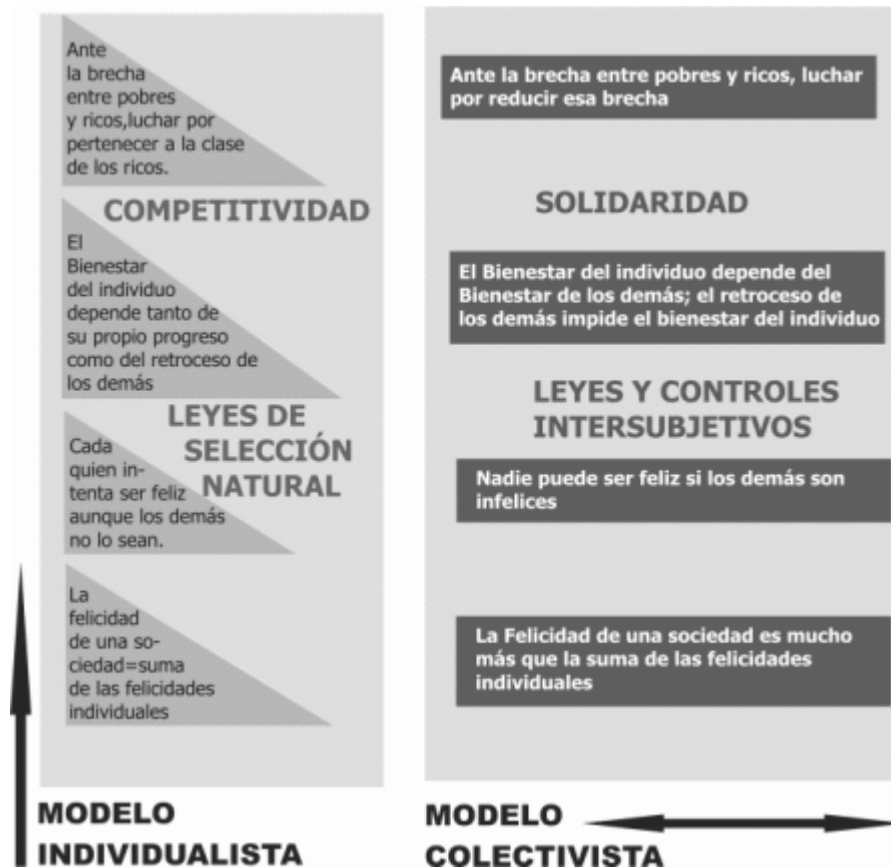 Ante
la brecha
entre pobres
y ricos,luchar por
pertenecer a la clase
de los ricos.
COMPETITIVIDAD
El
Bienestar
del individuo
depende tanto de
su propio progreso
como del retroceso de
los demás
LEYES DE
SELECCIÓN
NATURAL
Cada
quien in-
tenta ser feliz
aunque los demás
no lo sean.
La
felicidad
de una so-
ciedad=suma
de las felicidades
individuales
MODELO
INDIVIDUALISTA
Ante la brecha entre pobres y ricos, luchar
por reducir esa brecha
SOLIDARIDAD
El Bienestar del individuo depende del
Bienestar de los demás; el retroceso de
los demás impide el bienestar del individuo
LEYES Y CONTROLES
INTERSUBJETIVOS
Nadie puede ser feliz si los demás son
infelices
La Felicidad de una sociedad es mucho
más que la suma de las felicidades
individuales
MODELO
COLECTIVISTA